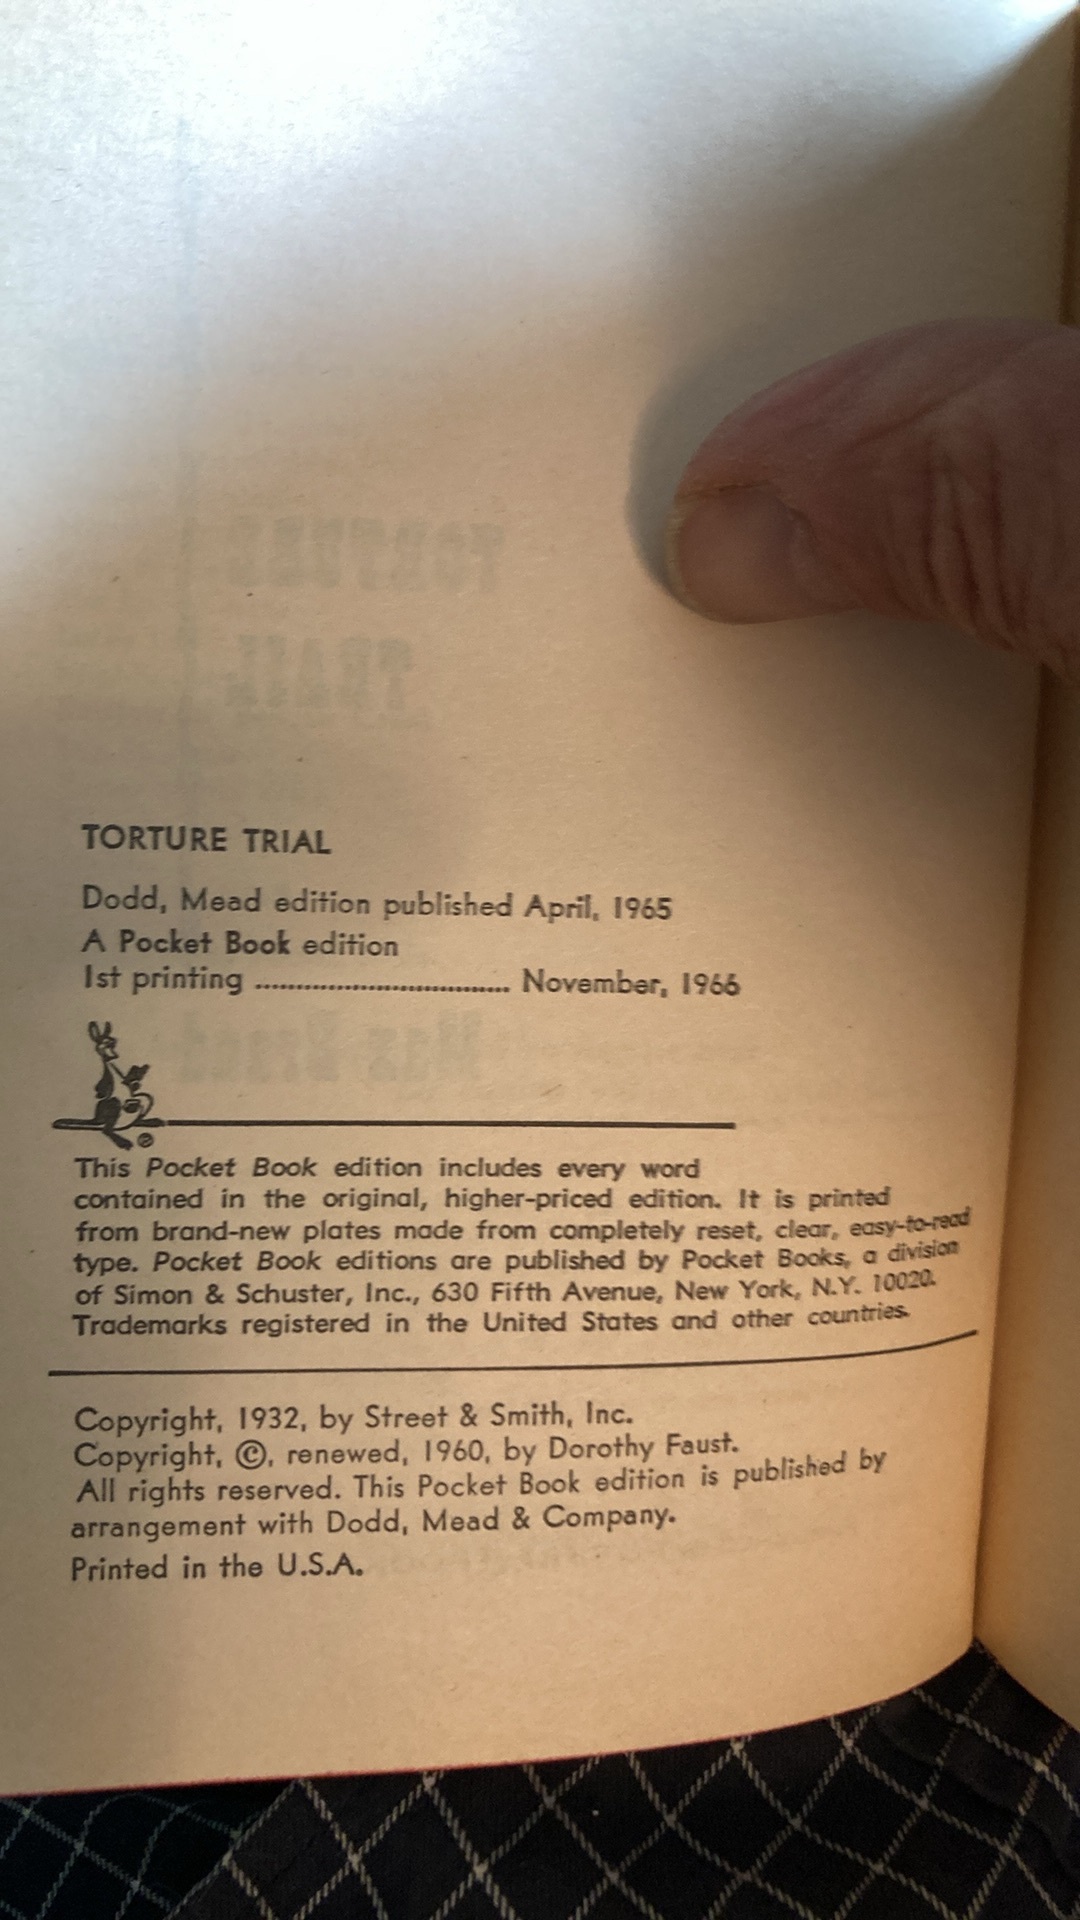 TORTURE TRIAL
Dodd, Mead edition published April, 1965
A Pocket Book edition
1st printing ................................ November, 1966
This Pocket Book edition includes every word
contained in the original, higher-priced edition. It is printed
from brand-new plates made from completely reset, clear, easy-to-read
type. Pocket Book editions are published by Pocket Books, a division
of Simon & Schuster, Inc., 630 Fifth Avenue, New York, N.Y. 10020.
Trademarks registered in the United States and other countries.
Copyright, 1932, by Street & Smith, Inc.
Copyright, ©, renewed, 1960, by Dorothy Faust.
All rights reserved. This Pocket Book edition is published by
arrangement with Dodd, Mead & Company.
Printed in the U.S.A.